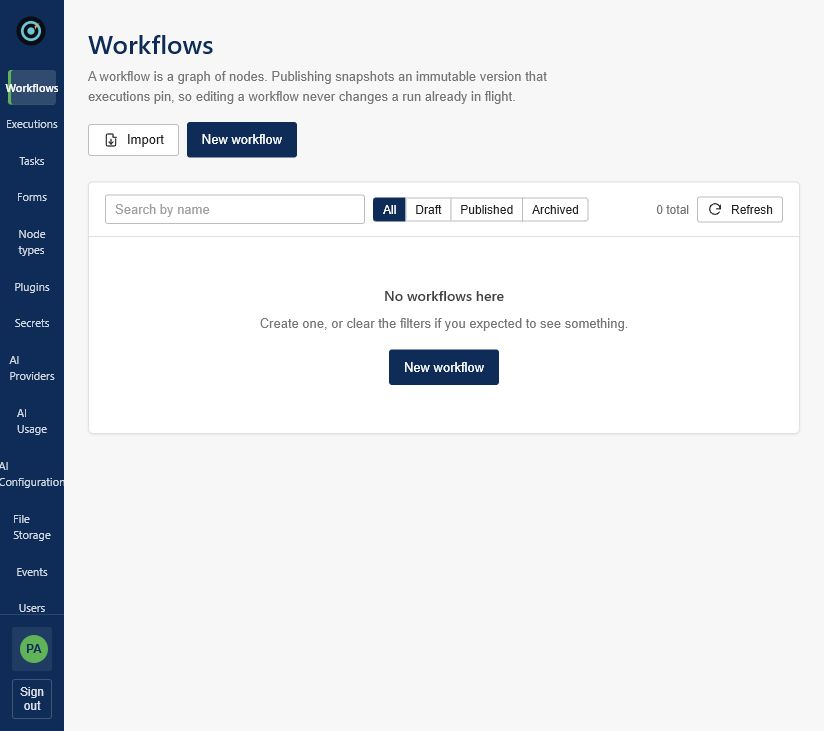 Workflows
Executions
Tasks
Forms
Node
types
Plugins
Secrets
AI
Providers
AI
Usage
AI
Configuration
File
Storage
Events
Users
PA
Sign
out
Workflows
A workflow is a graph of nodes. Publishing snapshots an immutable version that
executions pin, so editing a workflow never changes a run already in flight.
Import
New workflow
Search by name
All
Draft
Published
Archived
0 total
Refresh
No workflows here
Create one, or clear the filters if you expected to see something.
New workflow